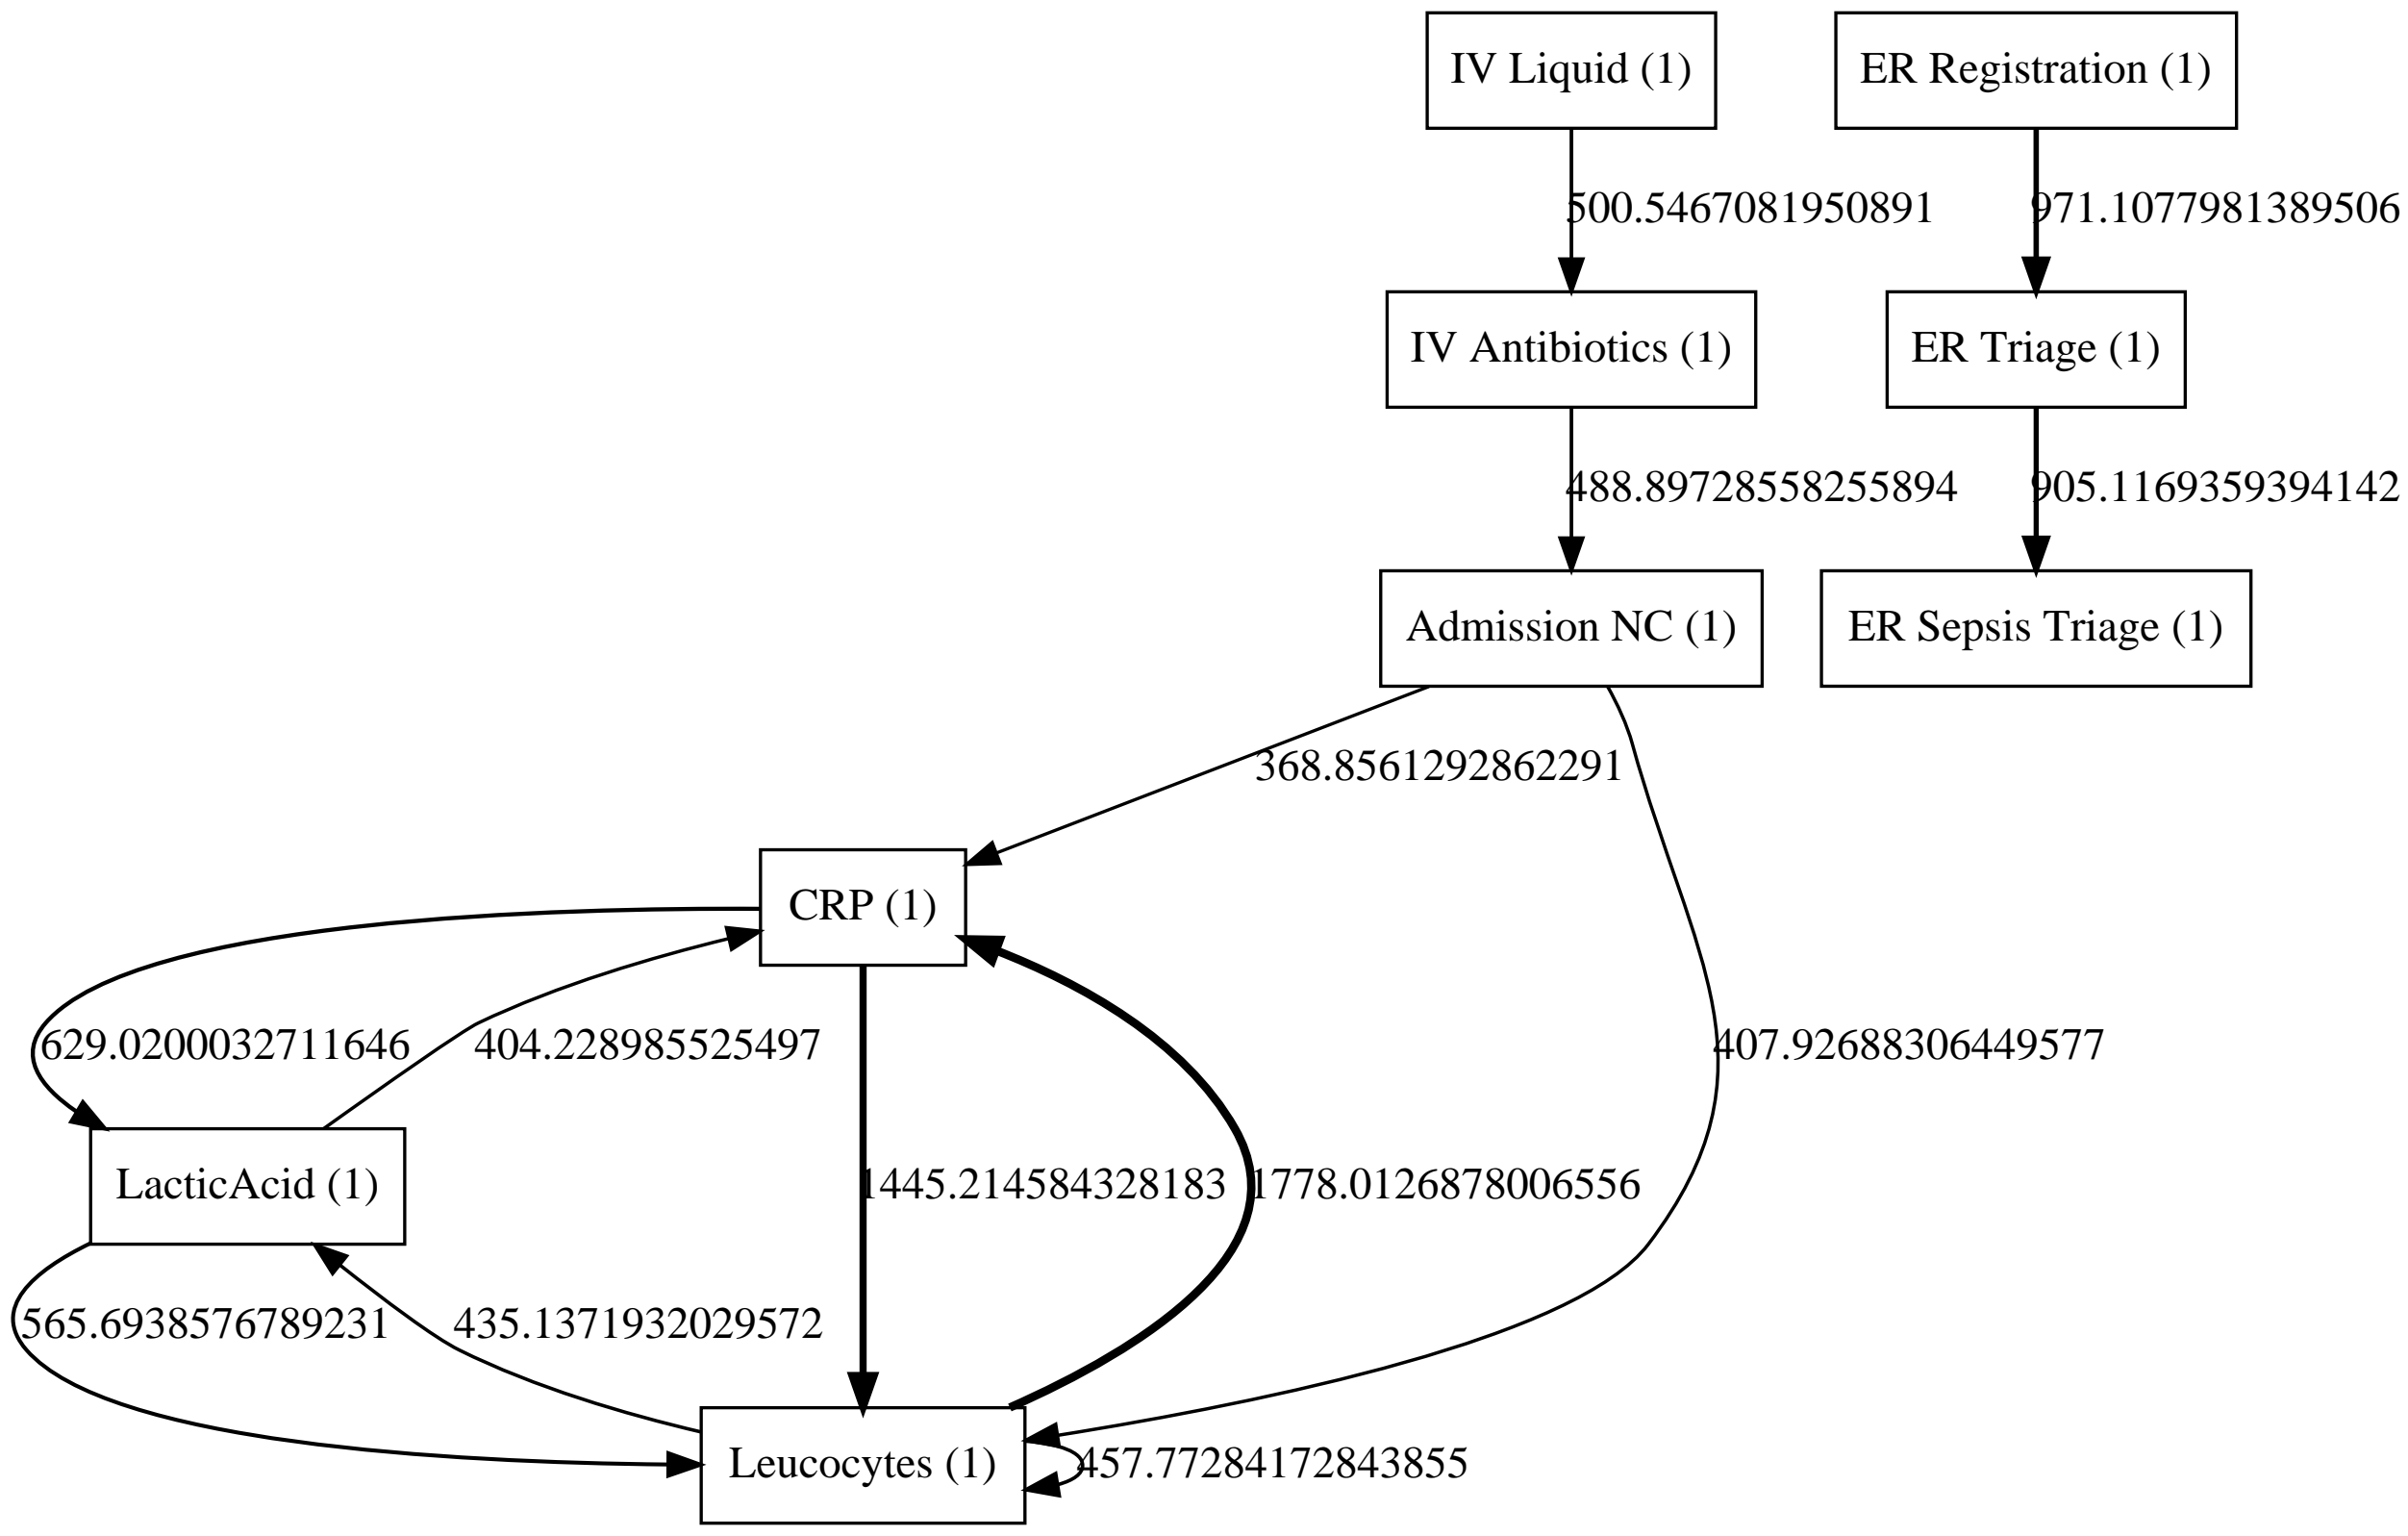 IV Liquid (1)
ER Registration (1)
500.5467081950891
971.1077981389506
IV Antibiotics (1)
ER Triage (1)
488.89728558255894
905.1169359394142
Admission NC (1)
ER Sepsis Triage (1)
368.8561292862291
CRP (1)
629.0200032711646
404.228985525497
407.92688306449577
LacticAcid (1)
1445.214584328183
1778.0126878006556
565.6938576789231
435.1371932029572
Leucocytes (1)
457.77284172843855